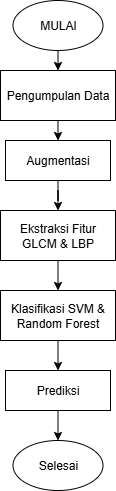 MULAI
Pengumpulan Data
Augmentasi
Ekstraksi Fitur
GLCM & LBP
Klasifikasi SVM &
Random Forest
Prediksi
Selesai